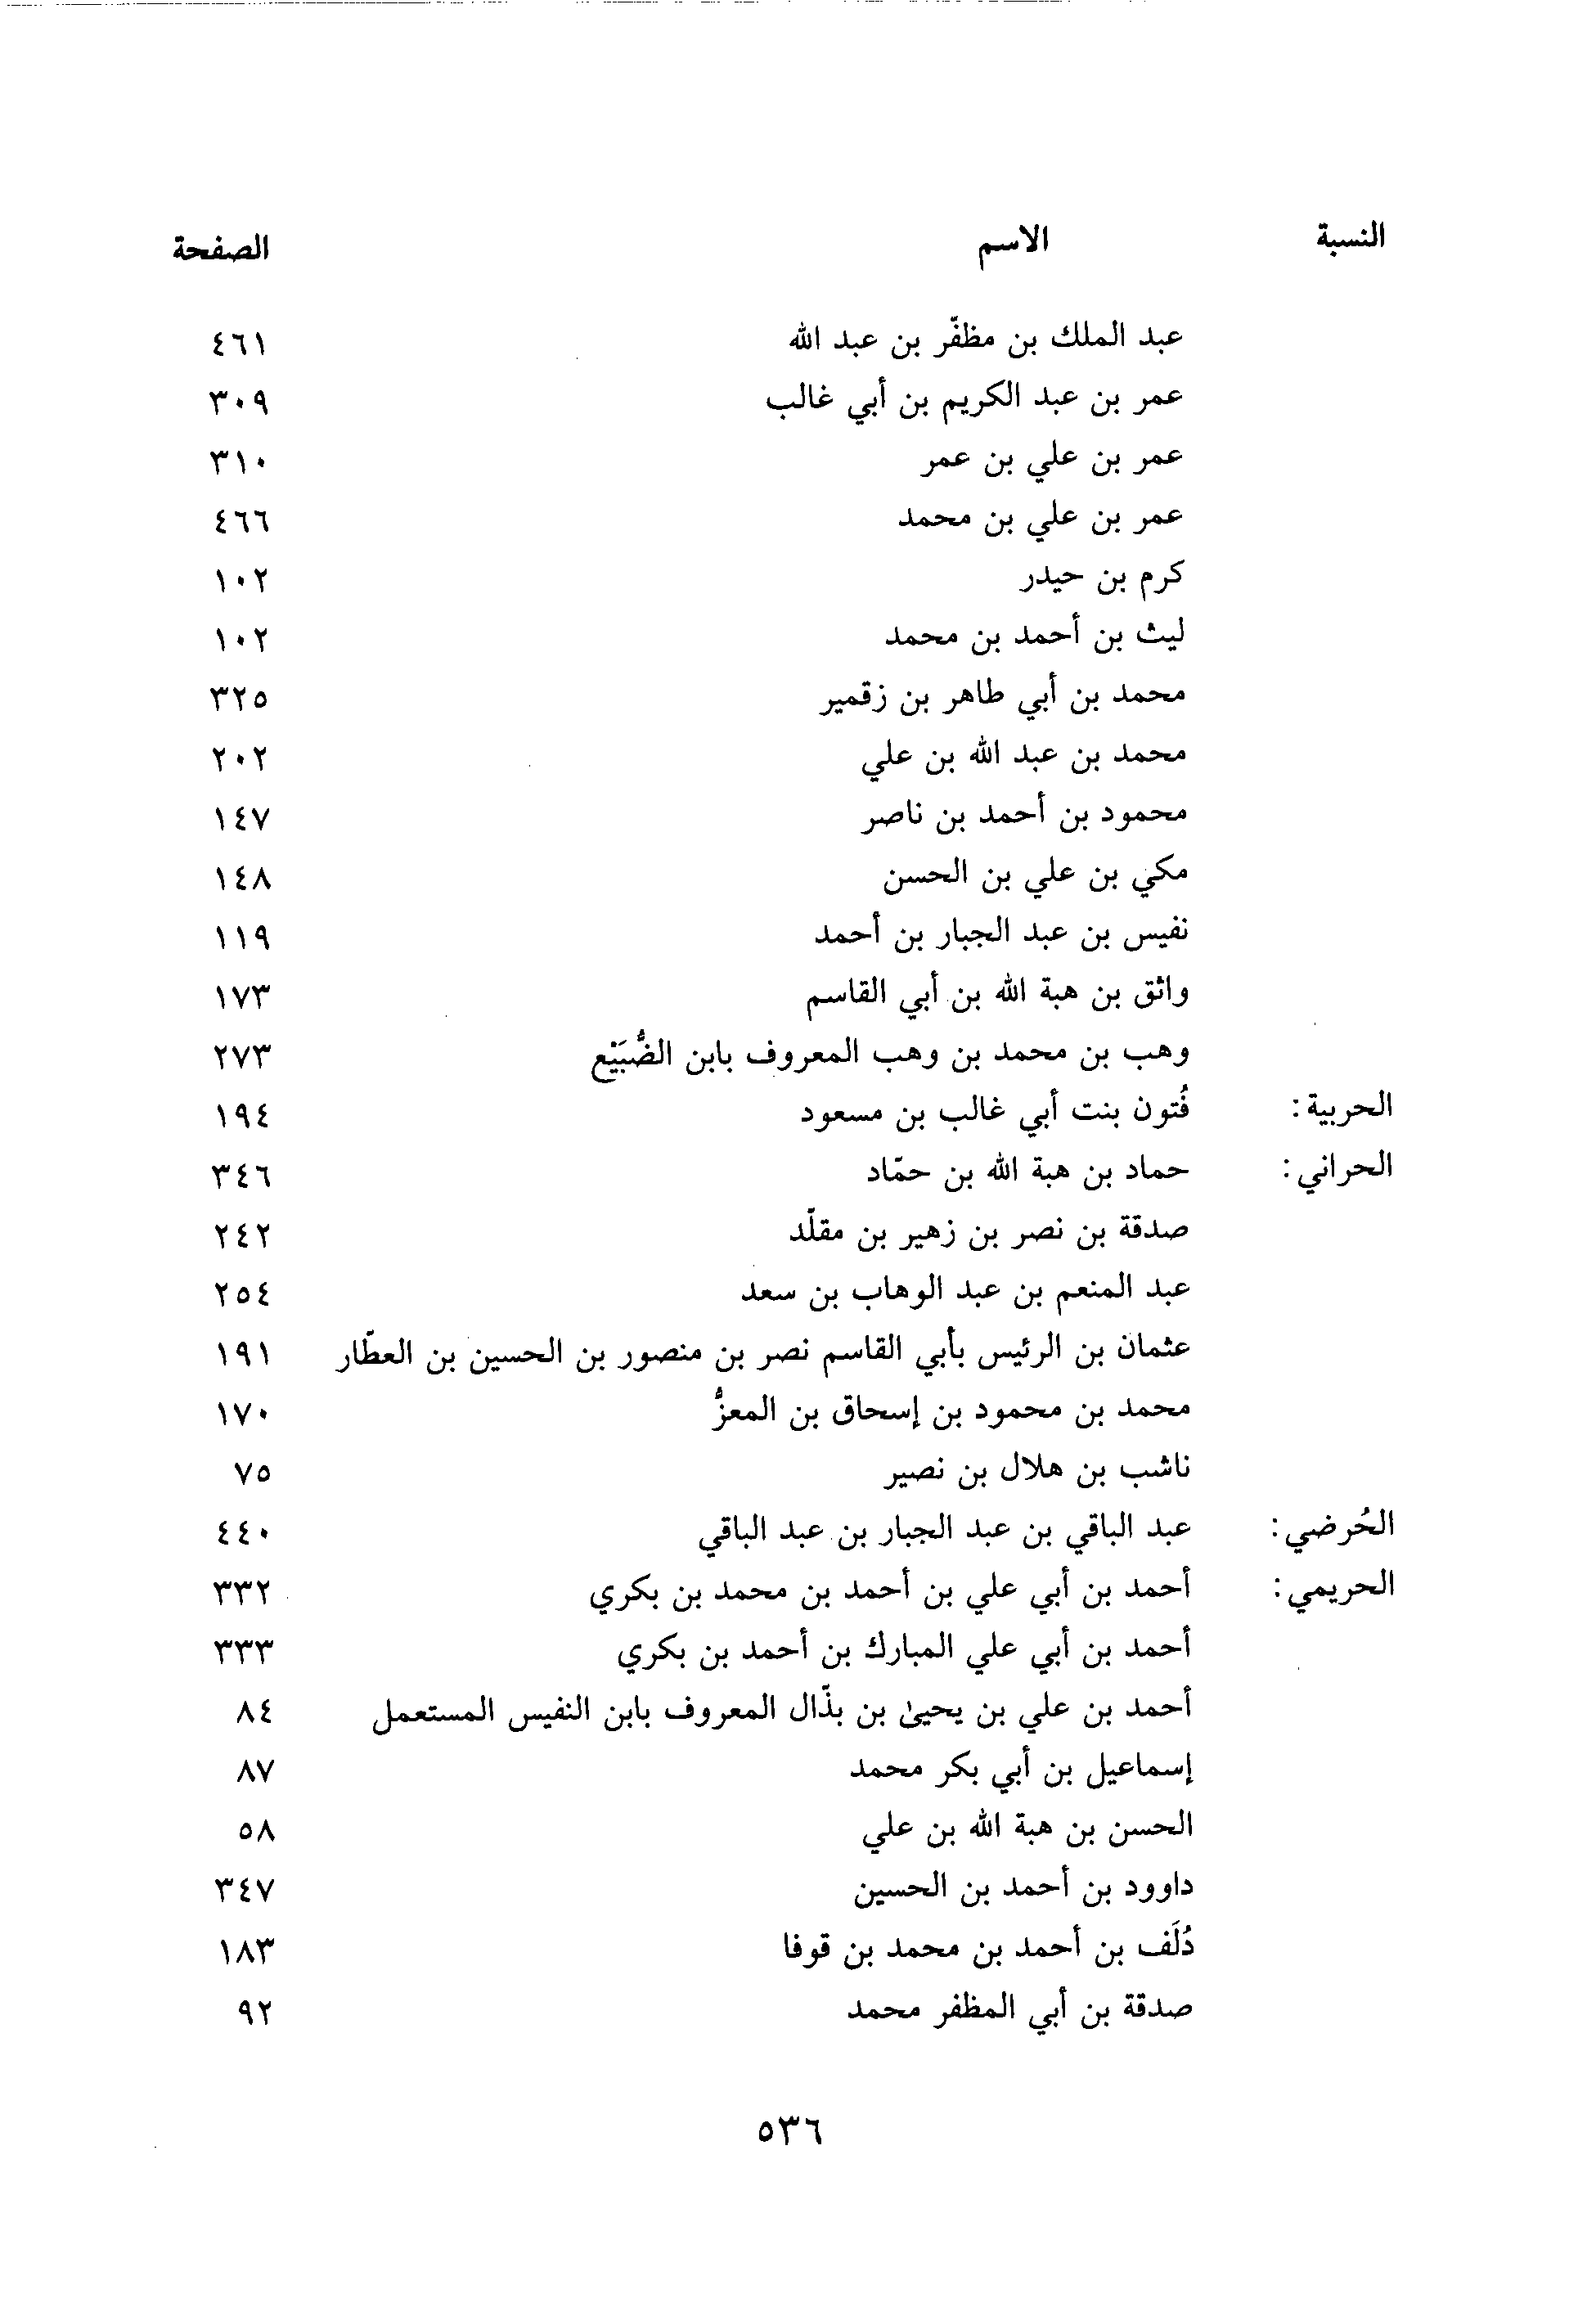 النسبة الاسم الصفحة
عبد الملك بن مظفّر بن عبد الله ٤٦١
عمر بن عبد الكريم بن أبي غالب ٣٠٩
عمر بن علي بن عمر ٣١٠
عمر بن علي بن محمد ٤٦٦
كرم بن حيدر ١٠٢
ليث بن أحمد بن محمد ١٠٢
محمد بن أبي طاهر بن زقمير ٣٢٥
محمد بن عبد الله بن علي ٢٠٢
محمود بن أحمد بن ناصر ١٤٧
مكي بن علي بن الحسن ١٤٨
نفيس بن عبد الجبار بن أحمد ١١٩
واثق بن هبة الله بن أبي القاسم ١٧٣
وهب بن محمد بن وهب المعروف بابن الضُّبَيْع ٢٧٣
الحربية: فُتون بنت أبي غالب بن مسعود ١٩٤
الحراني: حماد بن هبة الله بن حمّاد ٣٤٦
صدقة بن نصر بن زهير بن مقلّد ٢٤٢
عبد المنعم بن عبد الوهاب بن سعد ٢٥٤
عثمان بن الرئيس بأبي القاسم نصر بن منصور بن الحسين بن العطّار ١٩١
محمد بن محمود بن إسحاق بن المعزُّ ١٧٠
ناشب بن هلال بن نصير ٧٥
الحُرضي: عبد الباقي بن عبد الجبار بن عبد الباقي ٤٤٠
الحريمي: أحمد بن أبي علي بن أحمد بن محمد بن بكري ٣٣٢
أحمد بن أبي علي المبارك بن أحمد بن بكري ٣٣٣
أحمد بن علي بن يحيىٰ بن بذّال المعروف بابن النفيس المستعمل ٨٤
إسماعيل بن أبي بكر محمد ٨٧
الحسن بن هبة الله بن علي ٥٨
داوود بن أحمد بن الحسين ٣٤٧
دُلَف بن أحمد بن محمد بن قوفا ١٨٣
صدقة بن أبي المظفر محمد ٩٢
٥٣٦